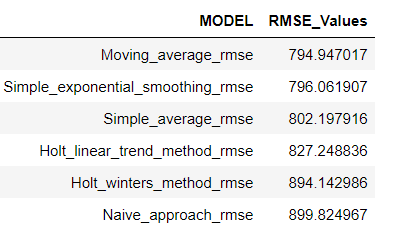 MODEL RMSE_Values
Moving_average_rmse 794.947017
Simple_exponential_smoothing_rmse 796.061907
Simple_average_rmse 802.197916
Holt_linear_trend_method_rmse 827.248836
Holt_winters_method_rmse 894.142986
Naive_approach_rmse 899.824967